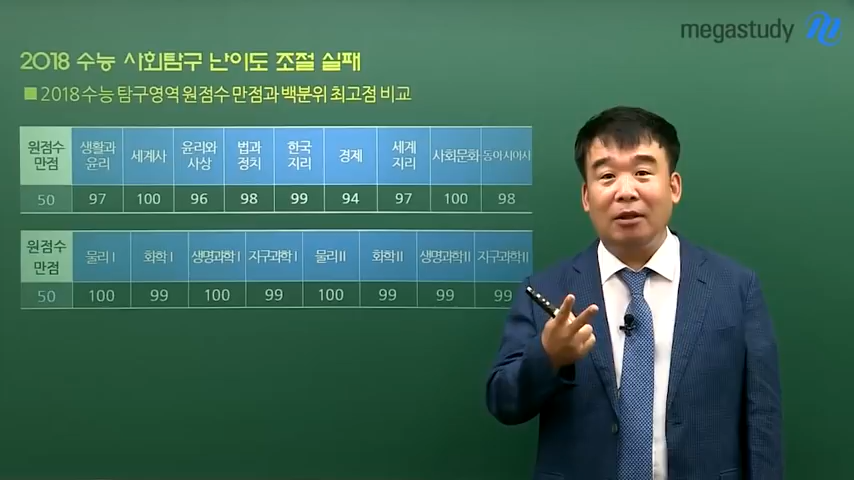 megastudy
2018 수능 사회탐구 난이도 조절 실패
2018 수능 탐구영역 원점수 만점과 백분위 최고점 비교
원점수 만점 생활과 윤리 세계사 윤리와 사상 법과 정치 한국 지리 경제 세계 지리 사회문화 동아시아사
50 97 100 96 98 99 94 97 100 98
원점수 만점 물리 I 화학 I 생명과학 I 지구과학 I 물리 II 화학 II 생명과학 II 지구과학 II
50 100 99 100 99 100 99 99 99